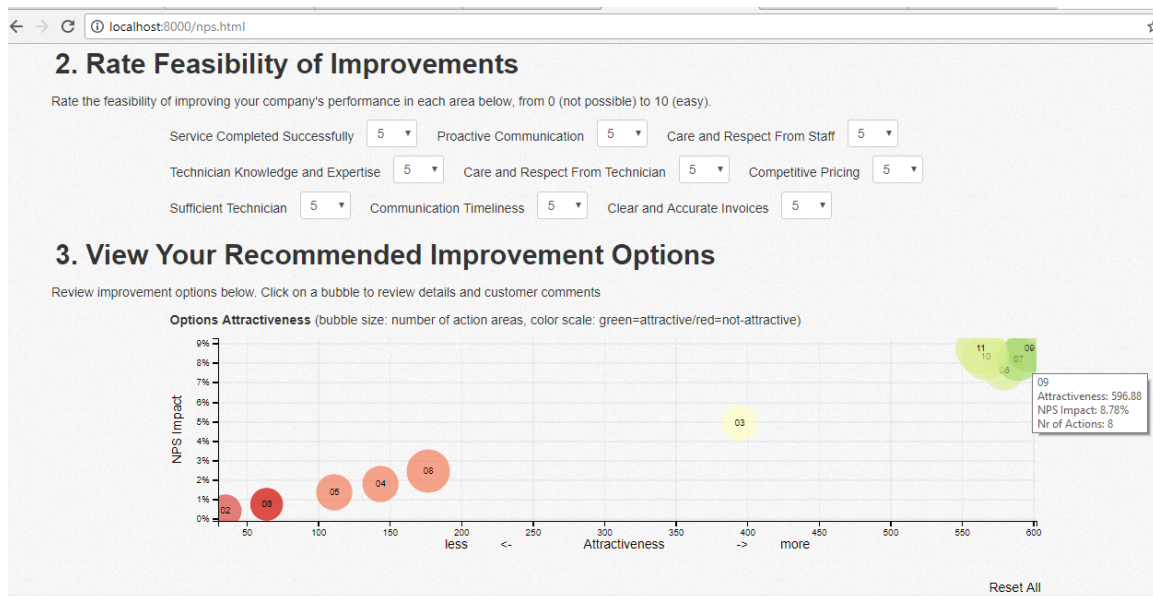 localhost:8000/nps.html
2. Rate Feasibility of Improvements
Rate the feasibility of improving your company's performance in each area below, from 0 (not possible) to 10 (easy).
Service Completed Successfully 5 Proactive Communication 5 Care and Respect From Staff 5
Technician Knowledge and Expertise 5 Care and Respect From Technician 5 Competitive Pricing 5
Sufficient Technician 5 Communication Timeliness 5 Clear and Accurate Invoices 5
3. View Your Recommended Improvement Options
Review improvement options below. Click on a bubble to review details and customer comments
Options Attractiveness (bubble size: number of action areas, color scale: green=attractive/red=not-attractive)
NPS Impact
9%
8%
7%
6%
5%
4%
3%
2%
1%
0%
11
10
09
07
06
03
08
04
05
02
09
Attractiveness: 596.88
NPS Impact: 8.78%
Nr of Actions: 8
50 100 150 200 250 300 350 400 450 500 550 600
less <- Attractiveness -> more
Reset All